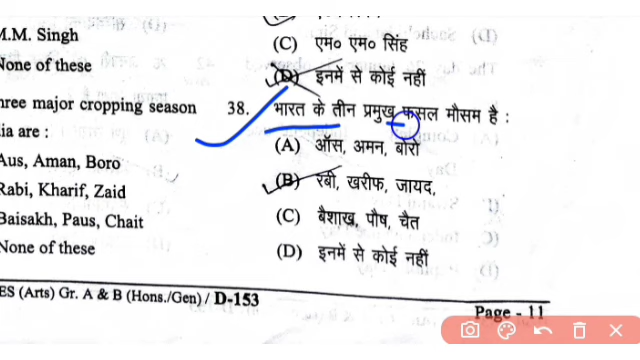 M.M. Singh
None of these
hree major cropping season
ia are :
Aus, Aman, Boro
Rabi, Kharif, Zaid
Baisakh, Paus, Chait
None of these
(C) एम० एम० सिंह
(D) इनमें से कोई नहीं
38. भारत के तीन प्रमुख फसल मौसम है :
(A) ऑस, अमन, बोरो
(B) रबी, खरीफ, जायद,
(C) बैशाख, पौष, चैत
(D) इनमें से कोई नहीं
ES (Arts) Gr. A & B (Hons./Gen) / D-153
Page - 11